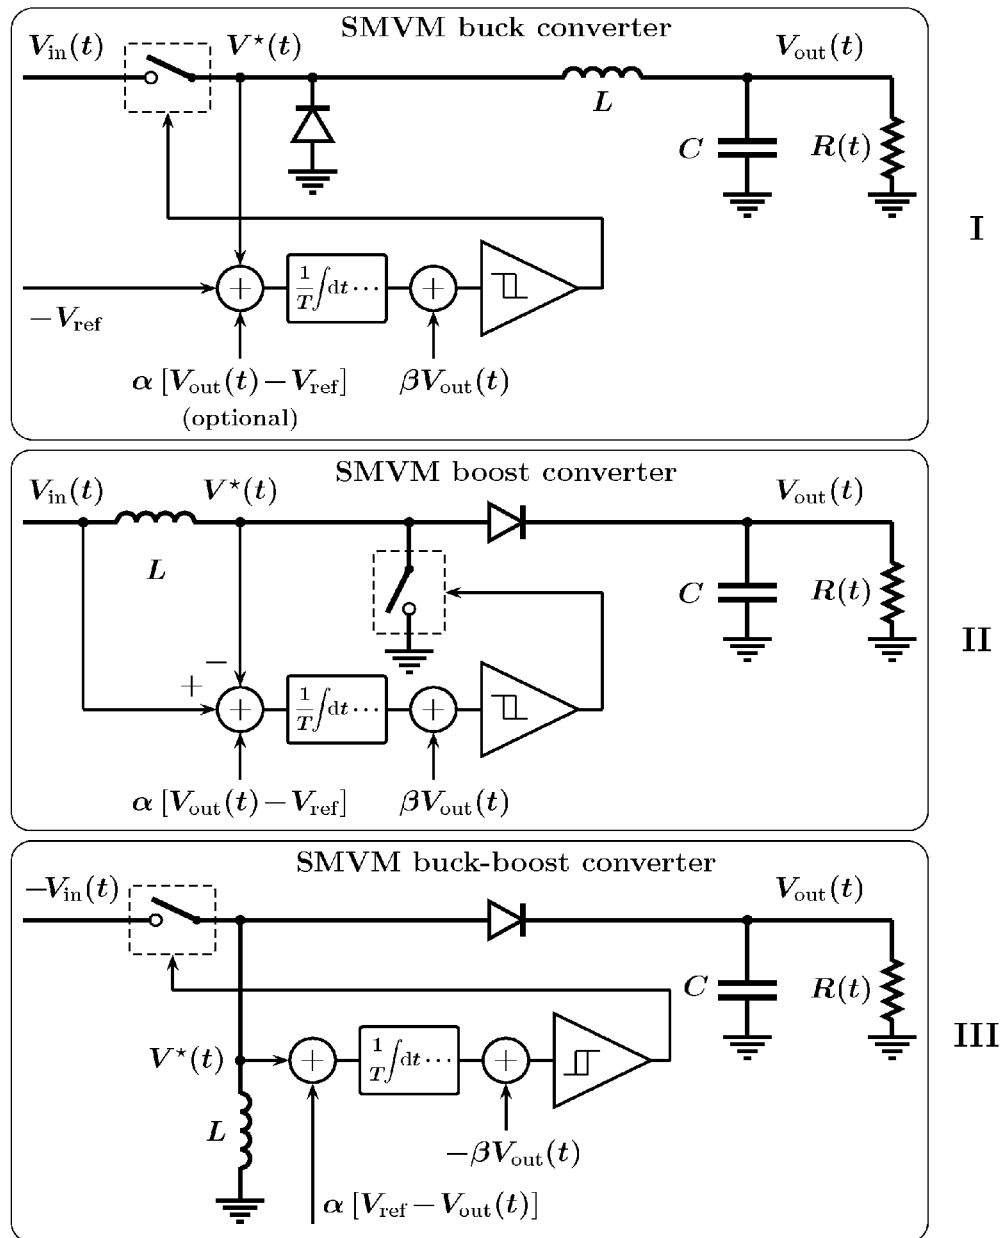 SMVM buck converter
V_in(t)
V*(t)
V_out(t)
L
C
R(t)
I
1/T ∫dt···
+
+
−V_ref
α [V_out(t)−V_ref]
(optional)
βV_out(t)
SMVM boost converter
V_in(t)
V*(t)
V_out(t)
L
C
R(t)
II
−
+
+
1/T ∫dt···
+
α [V_out(t)−V_ref]
βV_out(t)
SMVM buck-boost converter
−V_in(t)
V_out(t)
C
R(t)
III
V*(t)
+
1/T ∫dt···
+
L
−βV_out(t)
α [V_ref−V_out(t)]